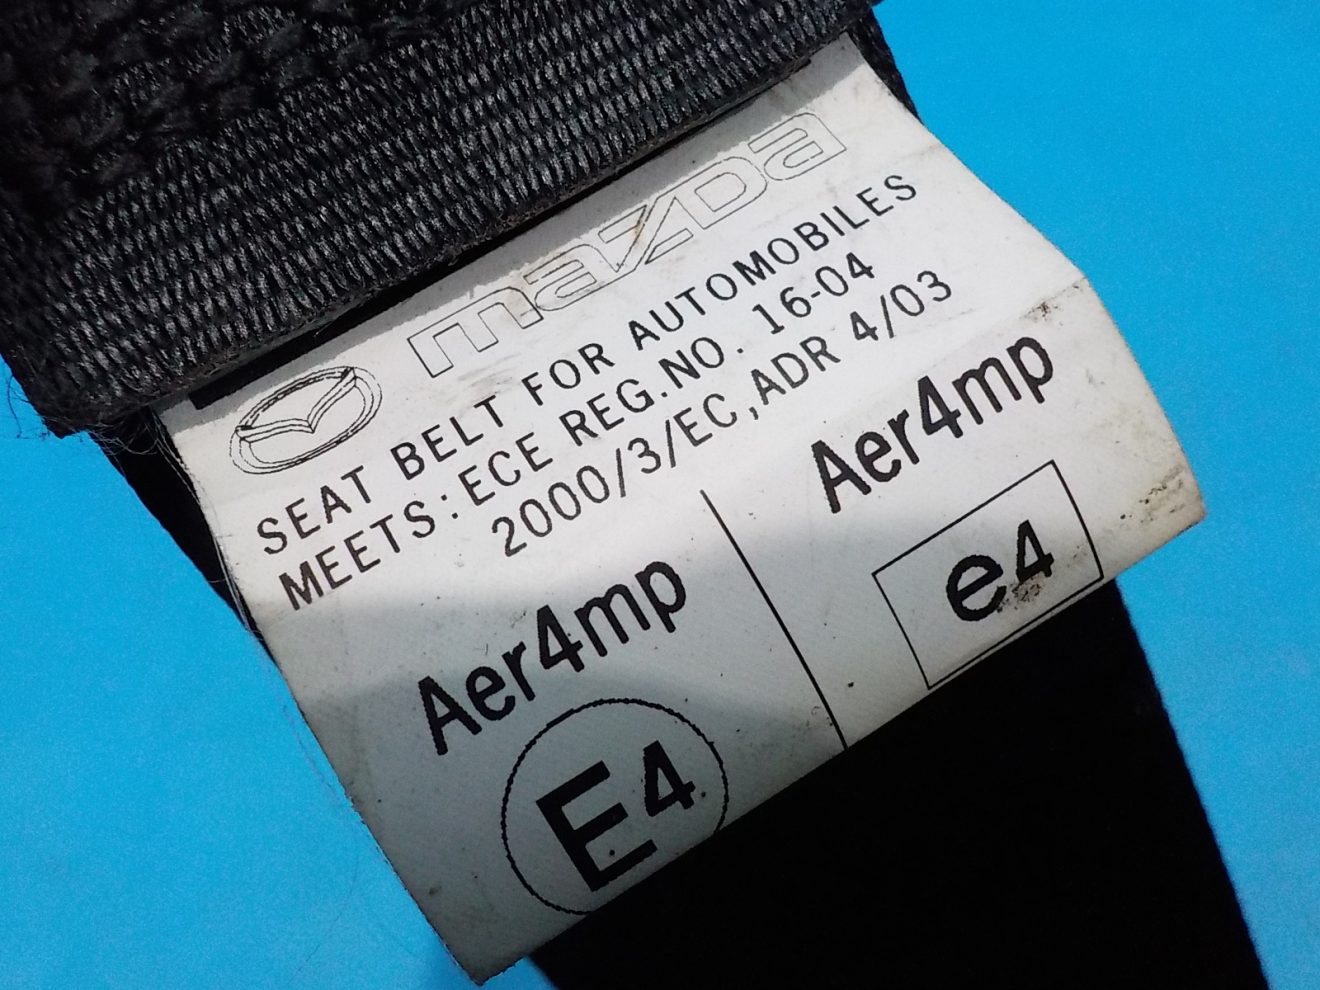 mazda
SEAT BELT FOR AUTOMOBILES
MEETS:ECE REG.NO. 16-04
2000/3/EC,ADR 4/03
Aer4mp
Aer4mp
E4
e4